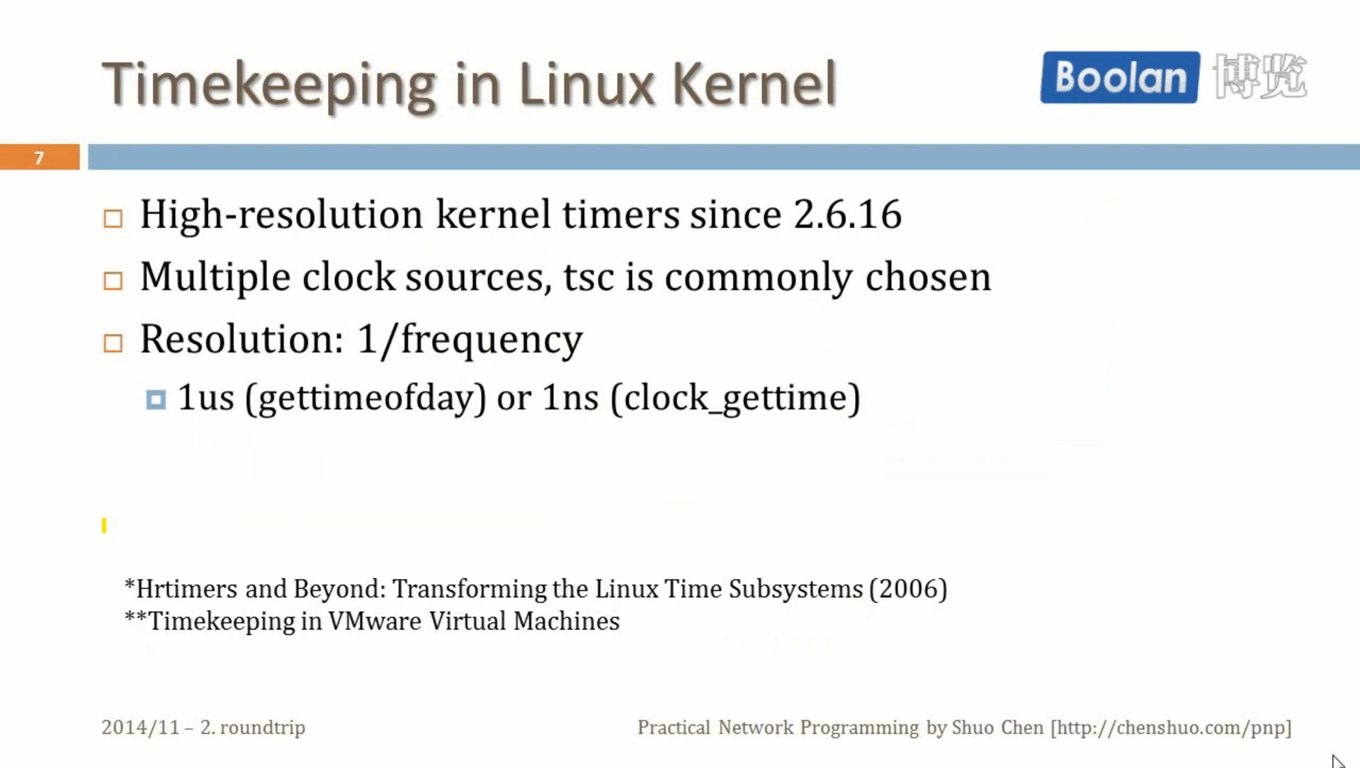 Timekeeping in Linux Kernel
Boolan 博览
7
High-resolution kernel timers since 2.6.16
Multiple clock sources, tsc is commonly chosen
Resolution: 1/frequency
1us (gettimeofday) or 1ns (clock_gettime)
*Hrtimers and Beyond: Transforming the Linux Time Subsystems (2006)
**Timekeeping in VMware Virtual Machines
2014/11 – 2. roundtrip
Practical Network Programming by Shuo Chen [http://chenshuo.com/pnp]